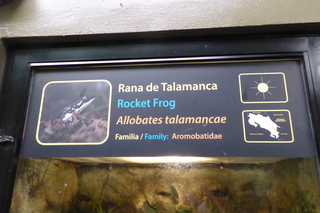 Rana de Talamanca
Rocket Frog
Allobates talamancae
Familia / Family: Aromobatidae